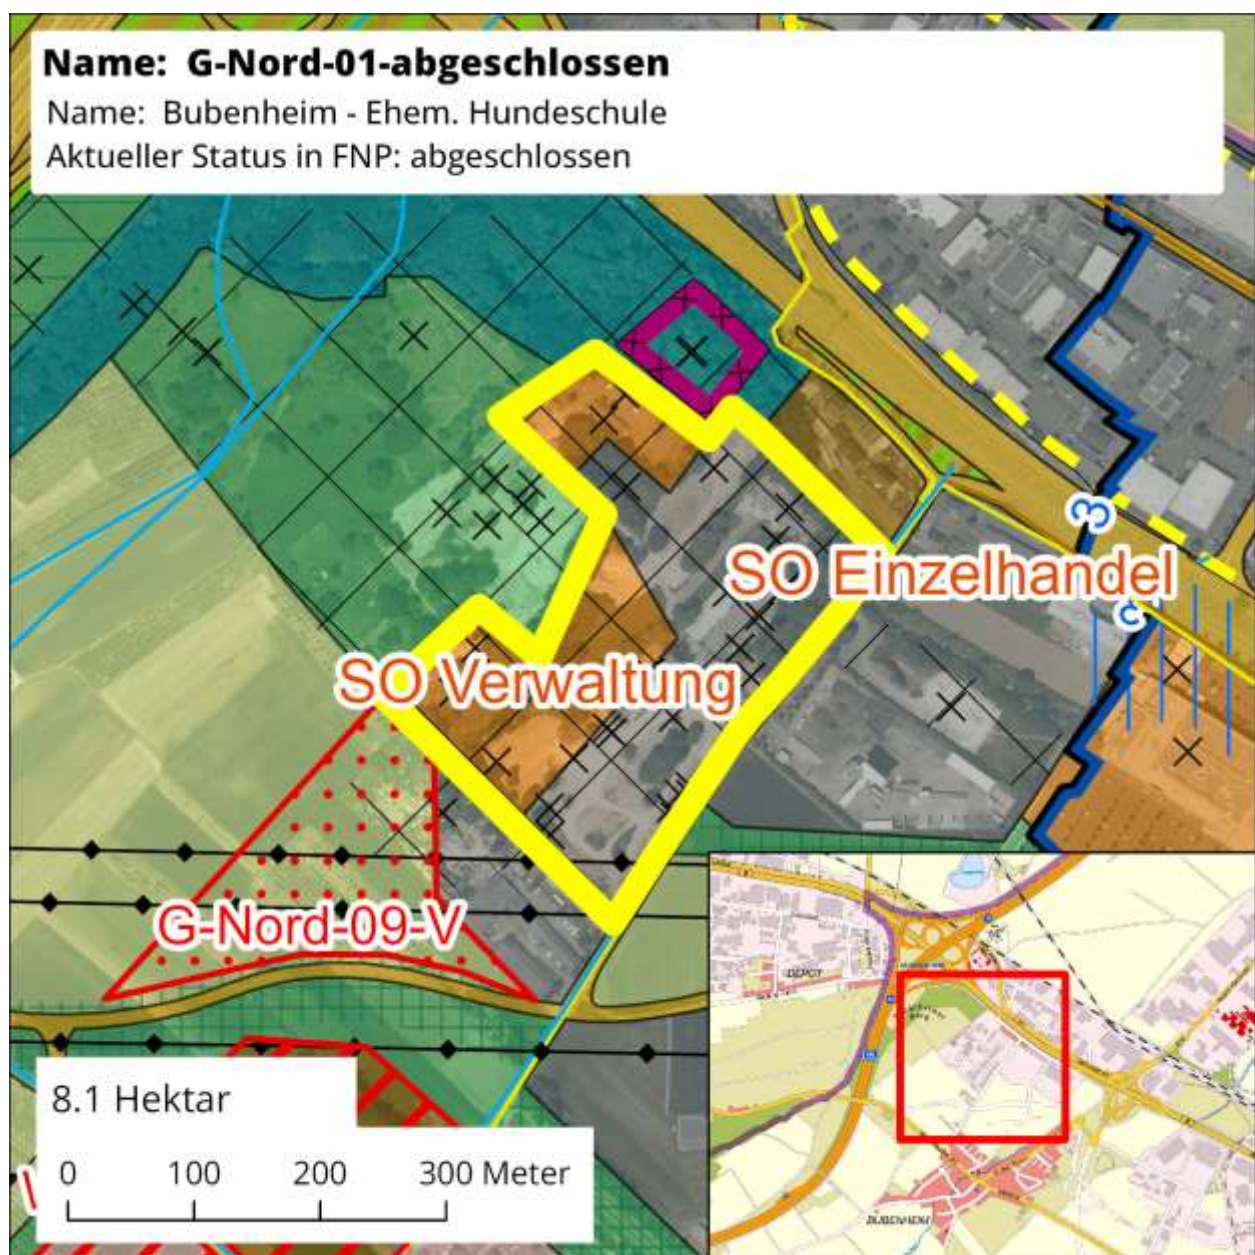 Name: G-Nord-01-abgeschlossen
Name: Bubenheim - Ehem. Hundeschule
Aktueller Status in FNP: abgeschlossen
3
SO Einzelhandel
SO Verwaltung
G-Nord-09-V
8.1 Hektar
0 100 200 300 Meter
DEPOT
BUBENHEIM